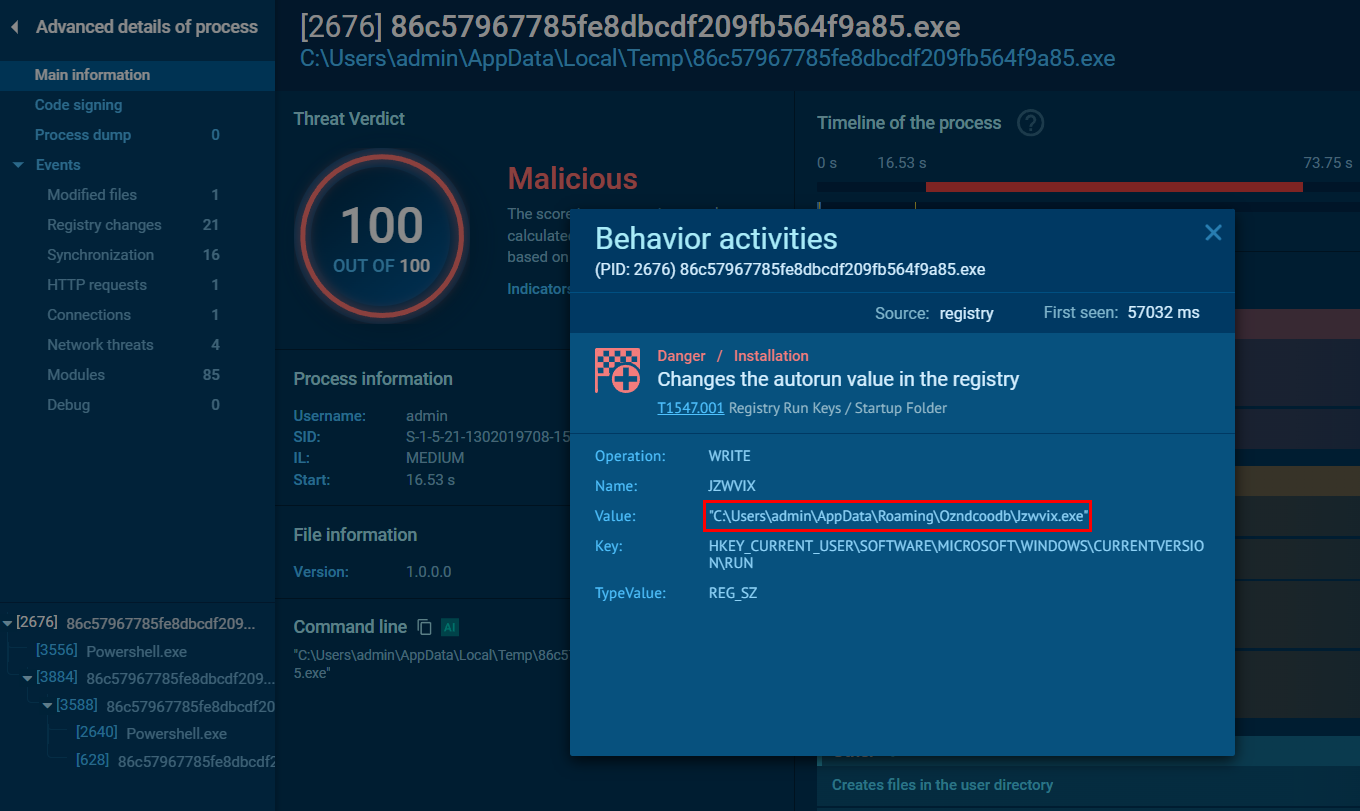 Advanced details of process
Main information
Code signing
Process dump 0
Events
Modified files 1
Registry changes 21
Synchronization 16
HTTP requests 1
Connections 1
Network threats 4
Modules 85
Debug 0
[2676] 86c57967785fe8dbcdf209...
[3556] Powershell.exe
[3884] 86c57967785fe8dbcdf209...
[3588] 86c57967785fe8dbcdf20
[2640] Powershell.exe
[628] 86c57967785fe8dbcdf2
[2676] 86c57967785fe8dbcdf209fb564f9a85.exe
C:\Users\admin\AppData\Local\Temp\86c57967785fe8dbcdf209fb564f9a85.exe
Threat Verdict
100
OUT OF 100
Malicious
The score
calculated
based on
Indicators
Process information
Username: admin
SID: S-1-5-21-1302019708-15
IL: MEDIUM
Start: 16.53 s
File information
Version: 1.0.0.0
Command line AI
"C:\Users\admin\AppData\Local\Temp\86c5
5.exe"
Timeline of the process ?
0 s 16.53 s 73.75 s
Behavior activities
(PID: 2676) 86c57967785fe8dbcdf209fb564f9a85.exe
Source: registry First seen: 57032 ms
Danger / Installation
Changes the autorun value in the registry
T1547.001 Registry Run Keys / Startup Folder
Operation: WRITE
Name: JZWVIX
Value: "C:\Users\admin\AppData\Roaming\Ozndcoodb\Jzwvix.exe"
Key: HKEY_CURRENT_USER\SOFTWARE\MICROSOFT\WINDOWS\CURRENTVERSIO
N\RUN
TypeValue: REG_SZ
Creates files in the user directory